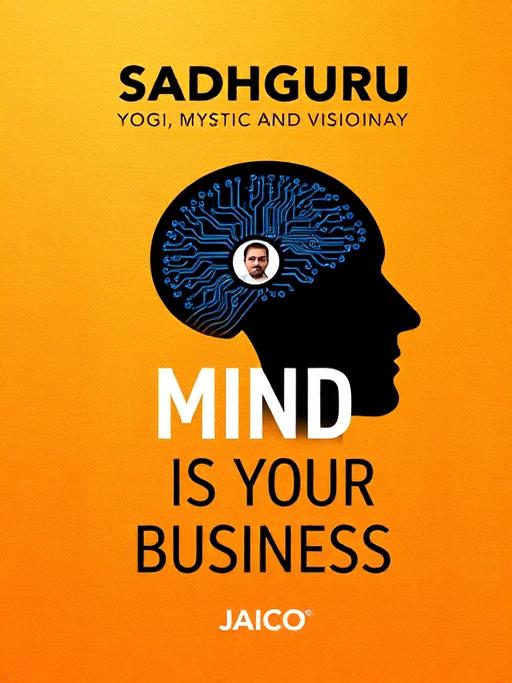 SADHGURU
YOGI, MYSTIC AND VISIOINAY
MIND
IS YOUR
BUSINESS
JAICO